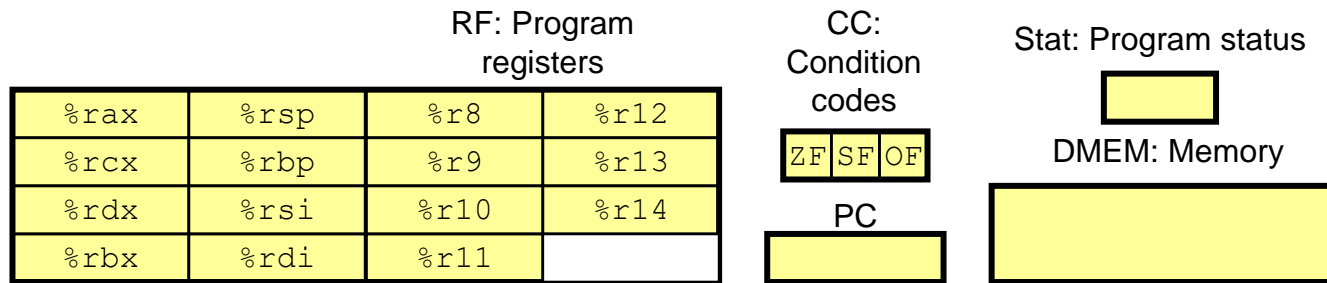 RF: Program
registers
%rax %rsp %r8 %r12
%rcx %rbp %r9 %r13
%rdx %rsi %r10 %r14
%rbx %rdi %r11
CC:
Condition
codes
ZF SF OF
PC
Stat: Program status
DMEM: Memory